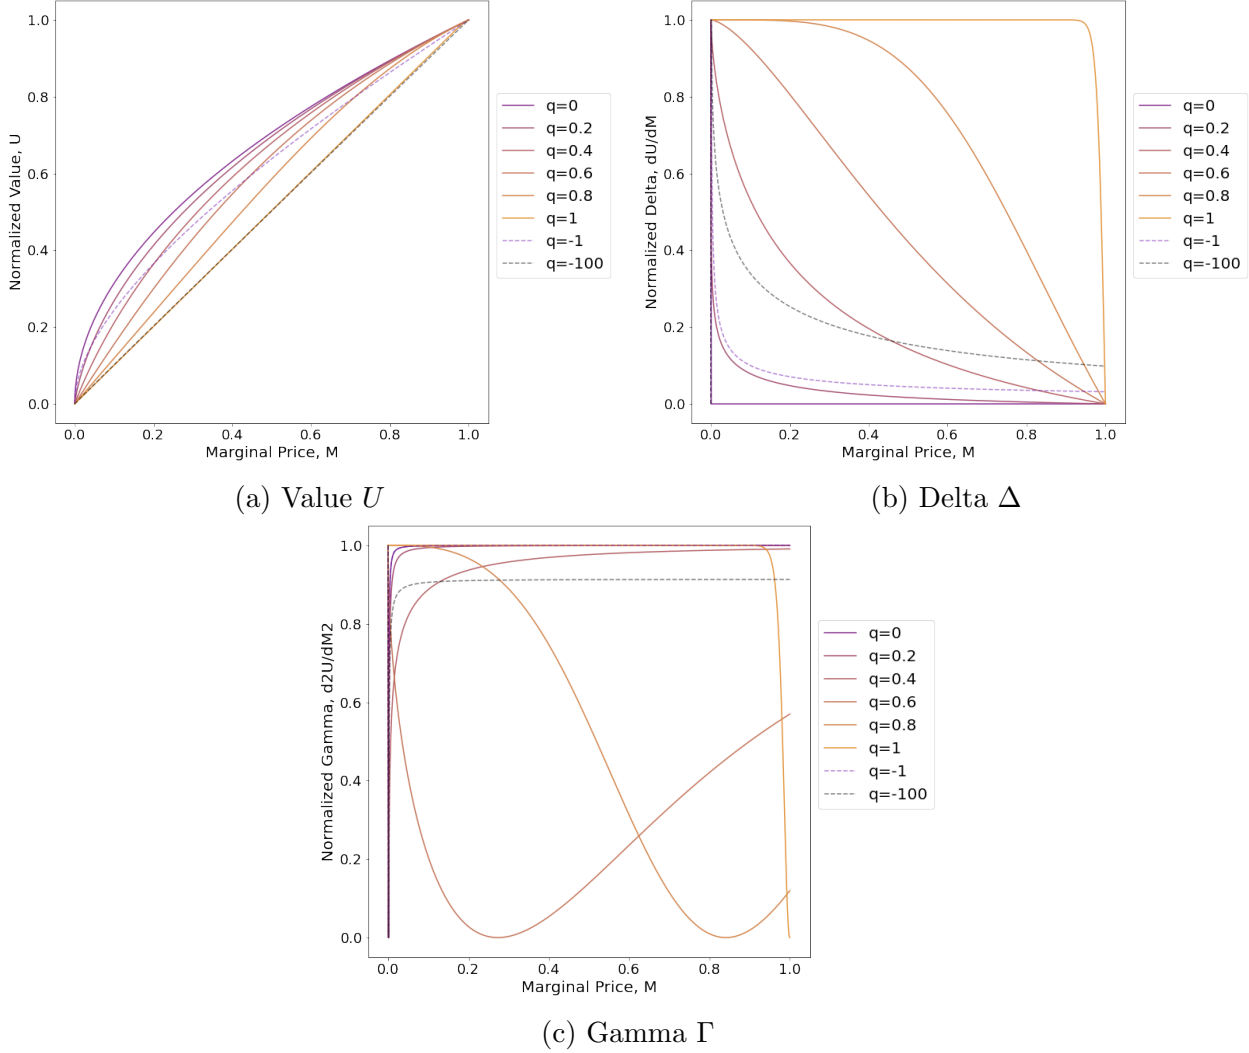 1.0
0.8
0.6
0.4
0.2
0.0
Normalized Value, U
0.0 0.2 0.4 0.6 0.8 1.0
Marginal Price, M
q=0
q=0.2
q=0.4
q=0.6
q=0.8
q=1
q=-1
q=-100
(a) Value U
1.0
0.8
0.6
0.4
0.2
0.0
Normalized Delta, dU/dM
0.0 0.2 0.4 0.6 0.8 1.0
Marginal Price, M
q=0
q=0.2
q=0.4
q=0.6
q=0.8
q=1
q=-1
q=-100
(b) Delta Δ
1.0
0.8
0.6
0.4
0.2
0.0
Normalized Gamma, d2U/dM2
0.0 0.2 0.4 0.6 0.8 1.0
Marginal Price, M
q=0
q=0.2
q=0.4
q=0.6
q=0.8
q=1
q=-1
q=-100
(c) Gamma Γ